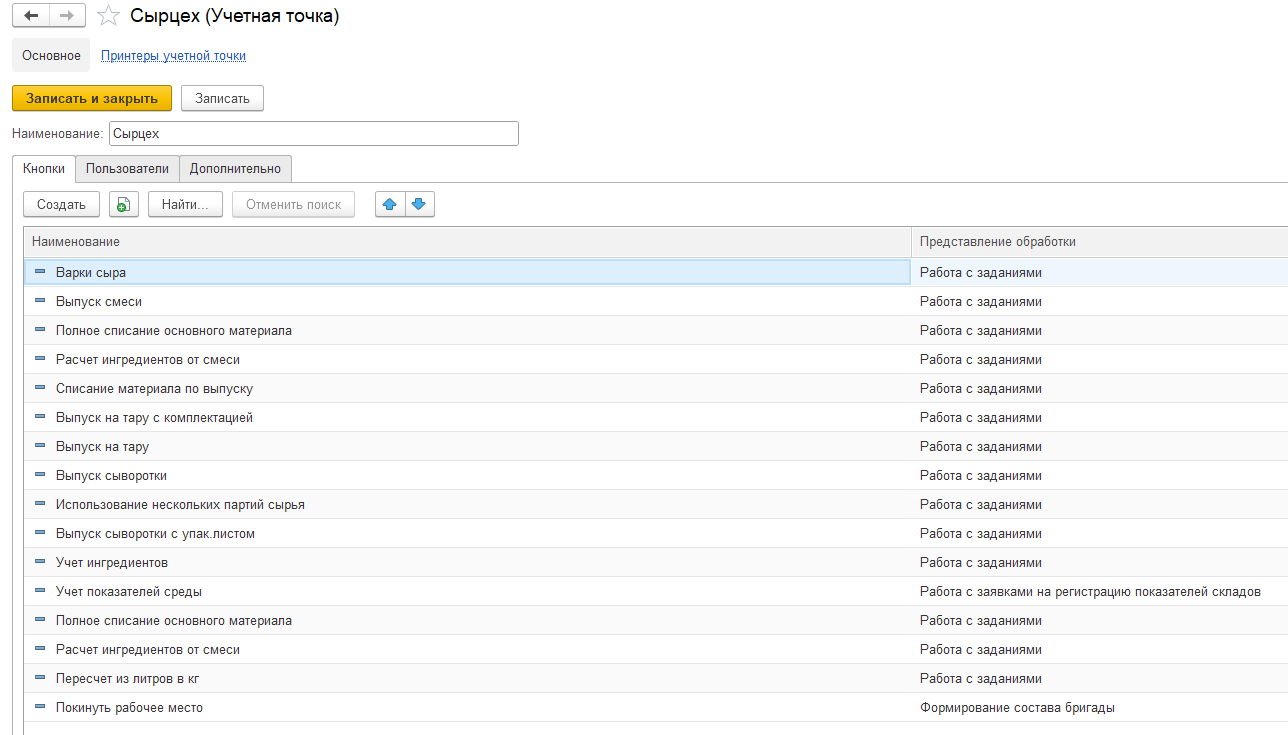 Сырцех (Учетная точка)
Основное Принтеры учетной точки
Записать и закрыть Записать
Наименование: Сырцех
Кнопки Пользователи Дополнительно
Создать Найти... Отменить поиск
Наименование Представление обработки
Варки сыра Работа с заданиями
Выпуск смеси Работа с заданиями
Полное списание основного материала Работа с заданиями
Расчет ингредиентов от смеси Работа с заданиями
Списание материала по выпуску Работа с заданиями
Выпуск на тару с комплектацией Работа с заданиями
Выпуск на тару Работа с заданиями
Выпуск сыворотки Работа с заданиями
Использование нескольких партий сырья Работа с заданиями
Выпуск сыворотки с упак.листом Работа с заданиями
Учет ингредиентов Работа с заданиями
Учет показателей среды Работа с заявками на регистрацию показателей складов
Полное списание основного материала Работа с заданиями
Расчет ингредиентов от смеси Работа с заданиями
Пересчет из литров в кг Работа с заданиями
Покинуть рабочее место Формирование состава бригады